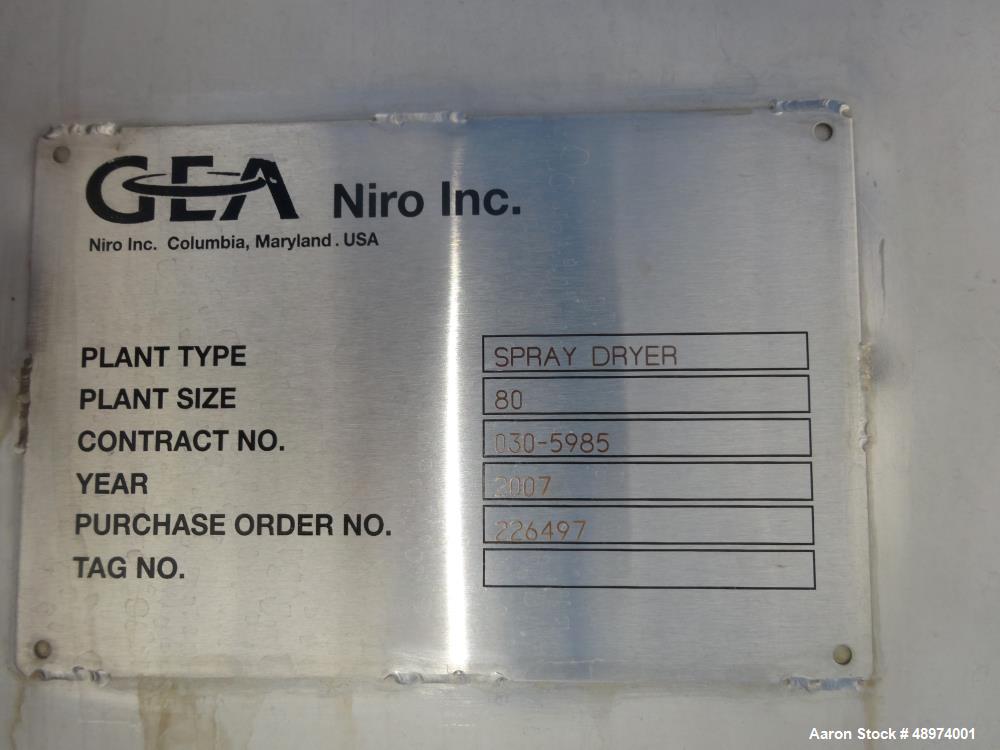 GEA Niro Inc.
Niro Inc. Columbia, Maryland . USA
PLANT TYPE SPRAY DRYER
PLANT SIZE 80
CONTRACT NO. 030-5985
YEAR 2007
PURCHASE ORDER NO. 226497
TAG NO.
Aaron Stock # 48974001